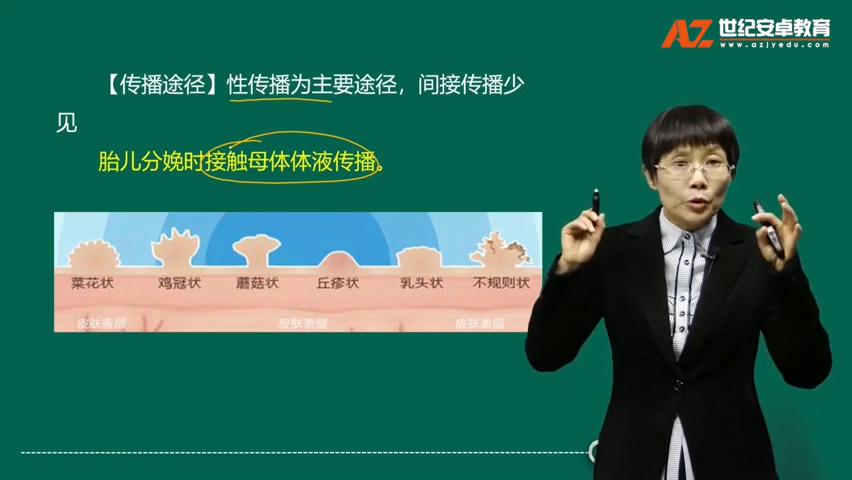 世纪安卓教育
www.azjyedu.com
【传播途径】性传播为主要途径，间接传播少
见
胎儿分娩时接触母体体液传播。
菜花状 鸡冠状 蘑菇状 丘疹状 乳头状 不规则状
皮肤表层 皮肤表层 皮肤表层